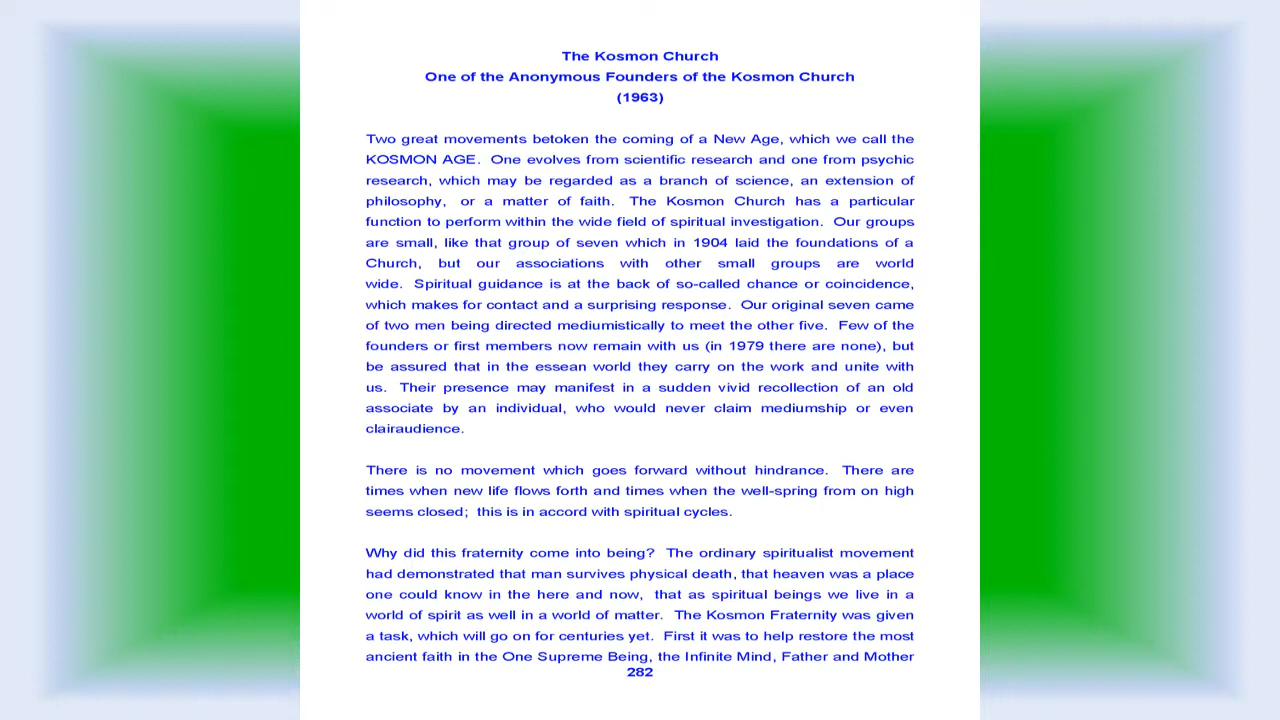 The Kosmon Church
One of the Anonymous Founders of the Kosmon Church
(1963)
Two great movements betoken the coming of a New Age, which we call the
KOSMON AGE. One evolves from scientific research and one from psychic
research, which may be regarded as a branch of science, an extension of
philosophy, or a matter of faith. The Kosmon Church has a particular
function to perform within the wide field of spiritual investigation. Our groups
are small, like that group of seven which in 1904 laid the foundations of a
Church, but our associations with other small groups are world
wide. Spiritual guidance is at the back of so-called chance or coincidence,
which makes for contact and a surprising response. Our original seven came
of two men being directed mediumistically to meet the other five. Few of the
founders or first members now remain with us (in 1979 there are none), but
be assured that in the essean world they carry on the work and unite with
us. Their presence may manifest in a sudden vivid recollection of an old
associate by an individual, who would never claim mediumship or even
clairaudience.
There is no movement which goes forward without hindrance. There are
times when new life flows forth and times when the well-spring from on high
seems closed; this is in accord with spiritual cycles.
Why did this fraternity come into being? The ordinary spiritualist movement
had demonstrated that man survives physical death, that heaven was a place
one could know in the here and now, that as spiritual beings we live in a
world of spirit as well in a world of matter. The Kosmon Fraternity was given
a task, which will go on for centuries yet. First it was to help restore the most
ancient faith in the One Supreme Being, the Infinite Mind, Father and Mother
282